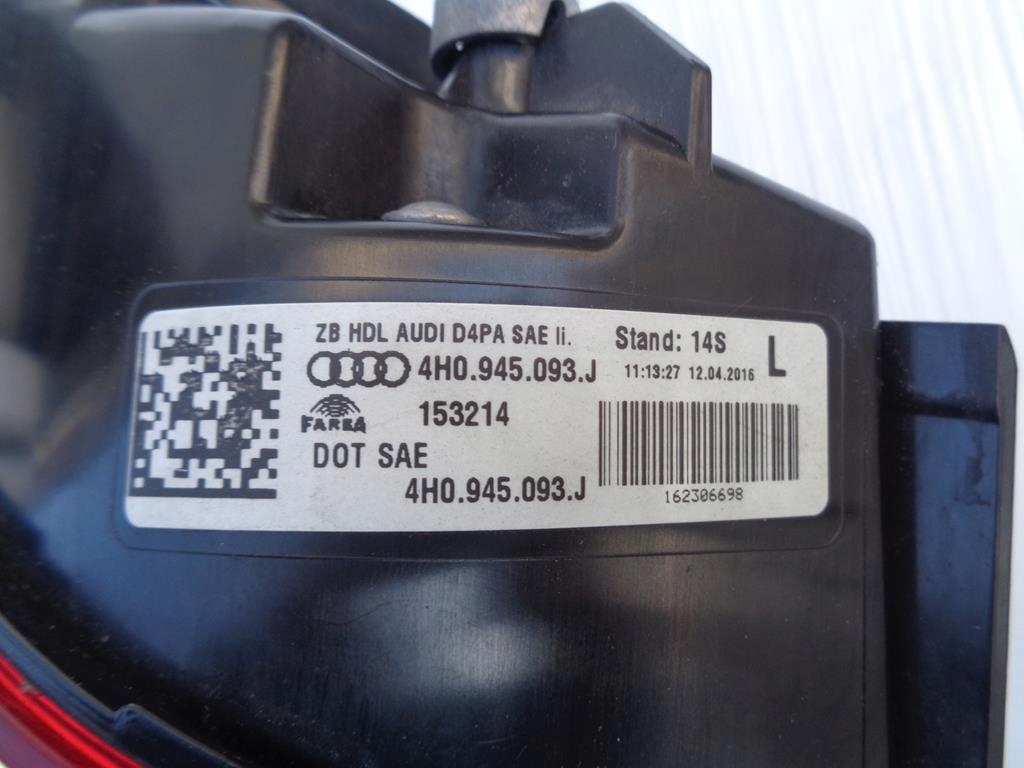 ZB HDL AUDI D4PA SAE li.
Stand: 14S
L
4H0.945.093.J
11:13:27 12.04.2016
FARBA
153214
DOT SAE
4H0.945.093.J
162306698